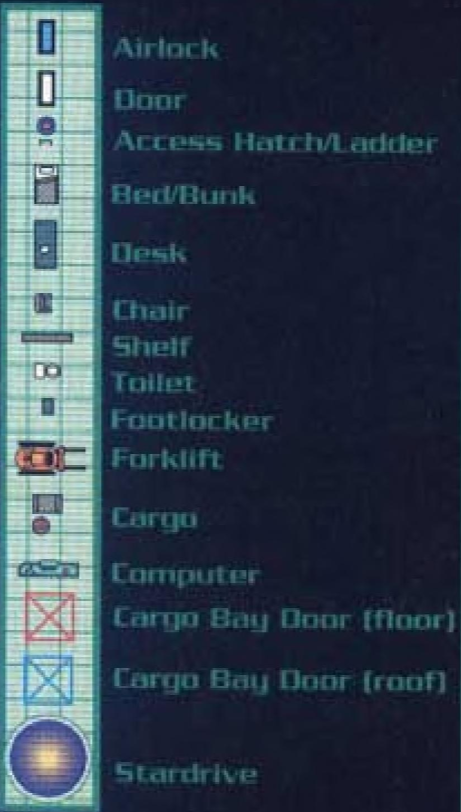 Airlock
Door
Access Hatch/Ladder
Bed/Bunk
Desk
Chair
Shelf
Toilet
Footlocker
Forklift
Cargo
Computer
Cargo Bay Door (floor)
Cargo Bay Door (roof)
Stardrive